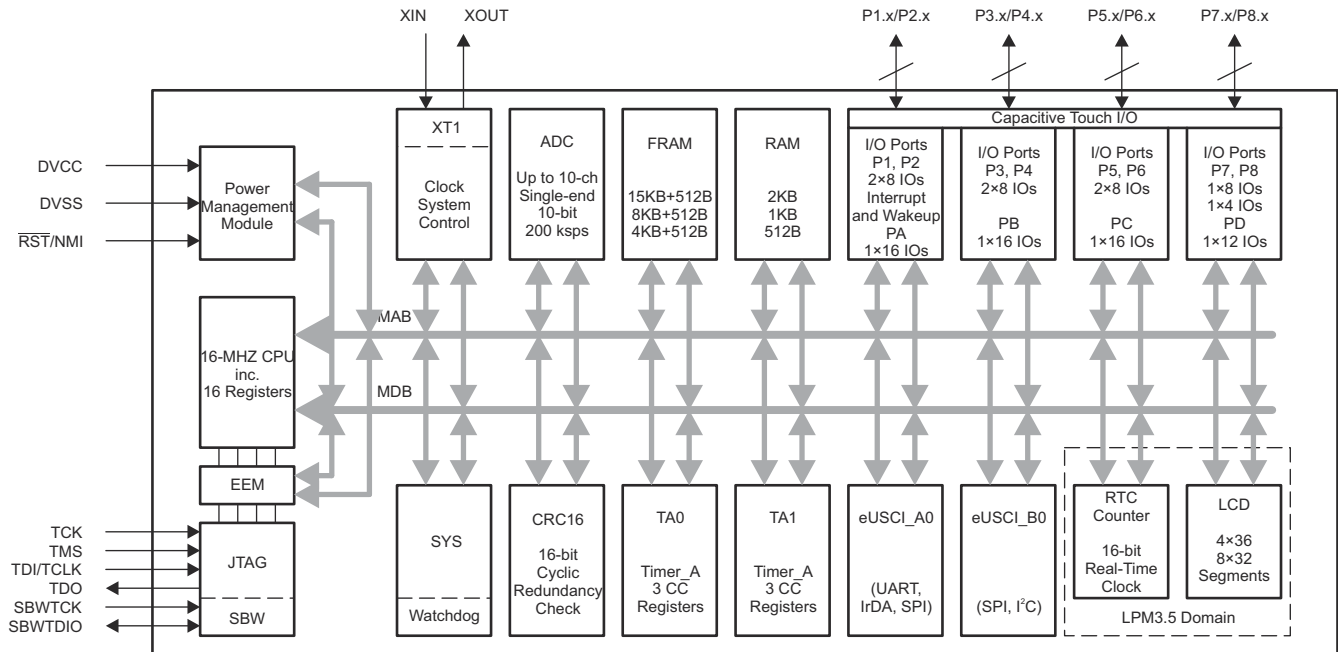 XIN XOUT P1.x/P2.x P3.x/P4.x P5.x/P6.x P7.x/P8.x
DVCC
DVSS
RST/NMI
Power
Management
Module
XT1
Clock
System
Control
ADC
Up to 10-ch
Single-end
10-bit
200 ksps
FRAM
15KB+512B
8KB+512B
4KB+512B
RAM
2KB
1KB
512B
Capacitive Touch I/O
I/O Ports
P1, P2
2×8 IOs
Interrupt
and Wakeup
PA
1×16 IOs
I/O Ports
P3, P4
2×8 IOs
PB
1×16 IOs
I/O Ports
P5, P6
2×8 IOs
PC
1×16 IOs
I/O Ports
P7, P8
1×8 IOs
1×4 IOs
PD
1×12 IOs
MAB
16-MHZ CPU
inc.
16 Registers
MDB
EEM
TCK
TMS
TDI/TCLK
TDO
SBWTCK
SBWTDIO
JTAG
SBW
SYS
Watchdog
CRC16
16-bit
Cyclic
Redundancy
Check
TA0
Timer_A
3 CC
Registers
TA1
Timer_A
3 CC
Registers
eUSCI_A0
(UART,
IrDA, SPI)
eUSCI_B0
(SPI, I²C)
RTC
Counter
16-bit
Real-Time
Clock
LCD
4×36
8×32
Segments
LPM3.5 Domain